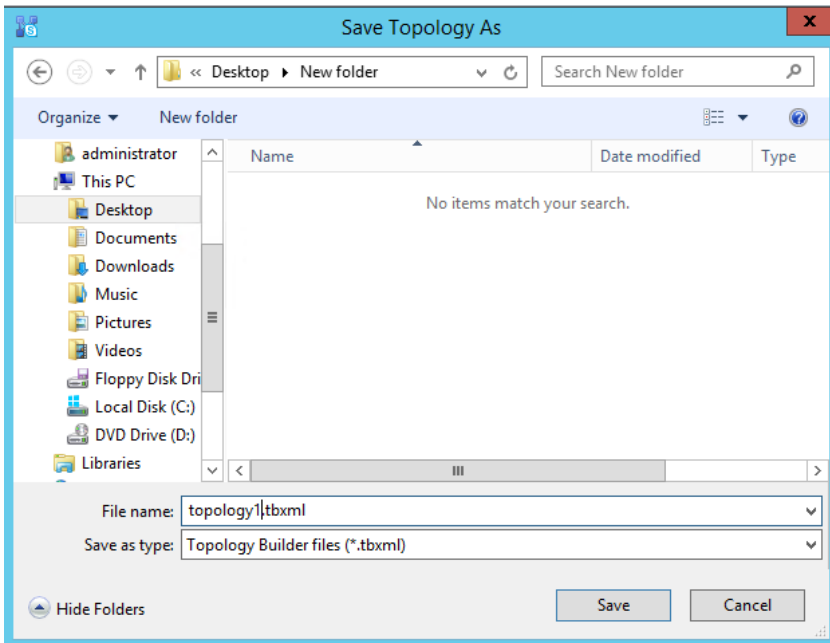 Save Topology As
x
« Desktop New folder
Search New folder
Organize New folder
Name Date modified Type
No items match your search.
administrator
This PC
Desktop
Documents
Downloads
Music
Pictures
Videos
Floppy Disk Dri
Local Disk (C:)
DVD Drive (D:)
Libraries
File name: topology1.tbxml
Save as type: Topology Builder files (*.tbxml)
Hide Folders
Save Cancel